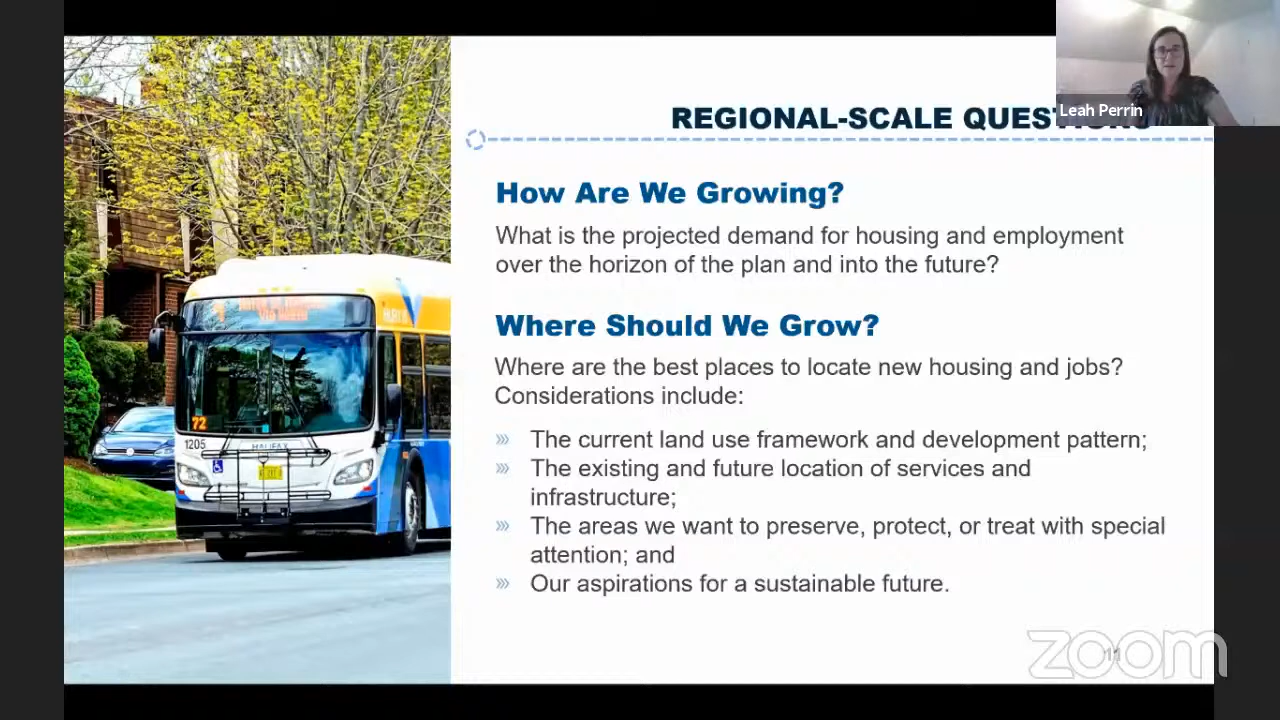 Leah Perrin
REGIONAL-SCALE QUESTIONS
How Are We Growing?
What is the projected demand for housing and employment
over the horizon of the plan and into the future?
Where Should We Grow?
Where are the best places to locate new housing and jobs?
Considerations include:
The current land use framework and development pattern;
The existing and future location of services and
infrastructure;
The areas we want to preserve, protect, or treat with special
attention; and
Our aspirations for a sustainable future.
72
1205
HALIFAX
zoom
11